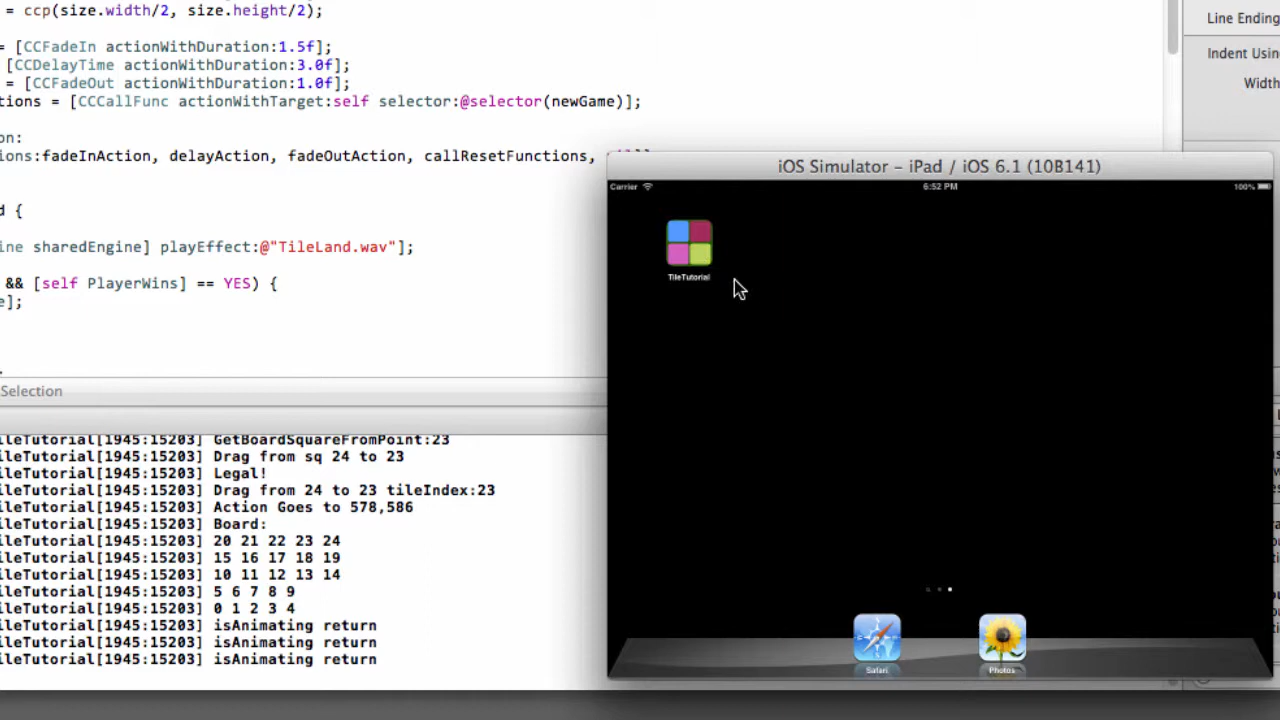 = ccp(size.width/2, size.height/2);
= [CCFadeIn actionWithDuration:1.5f];
[CCDelayTime actionWithDuration:3.0f];
= [CCFadeOut actionWithDuration:1.0f];
tions = [CCCallFunc actionWithTarget:self selector:@selector(newGame)];
on:
ions:fadeInAction, delayAction, fadeOutAction, callResetFunctions,
d {
ine sharedEngine] playEffect:@"TileLand.wav"];
&& [self PlayerWins] == YES) {
e];
Selection
ileTutorial[1945:15203] GetBoardSquareFromPoint:23
ileTutorial[1945:15203] Drag from sq 24 to 23
ileTutorial[1945:15203] Legal!
ileTutorial[1945:15203] Drag from 24 to 23 tileIndex:23
ileTutorial[1945:15203] Action Goes to 578,586
ileTutorial[1945:15203] Board:
ileTutorial[1945:15203] 20 21 22 23 24
ileTutorial[1945:15203] 15 16 17 18 19
ileTutorial[1945:15203] 10 11 12 13 14
ileTutorial[1945:15203] 5 6 7 8 9
ileTutorial[1945:15203] 0 1 2 3 4
ileTutorial[1945:15203] isAnimating return
ileTutorial[1945:15203] isAnimating return
ileTutorial[1945:15203] isAnimating return
Line Ending
Indent Usin
Width
iOS Simulator – iPad / iOS 6.1 (10B141)
Carrier 6:52 PM 100%
TileTutorial
Safari
Photos